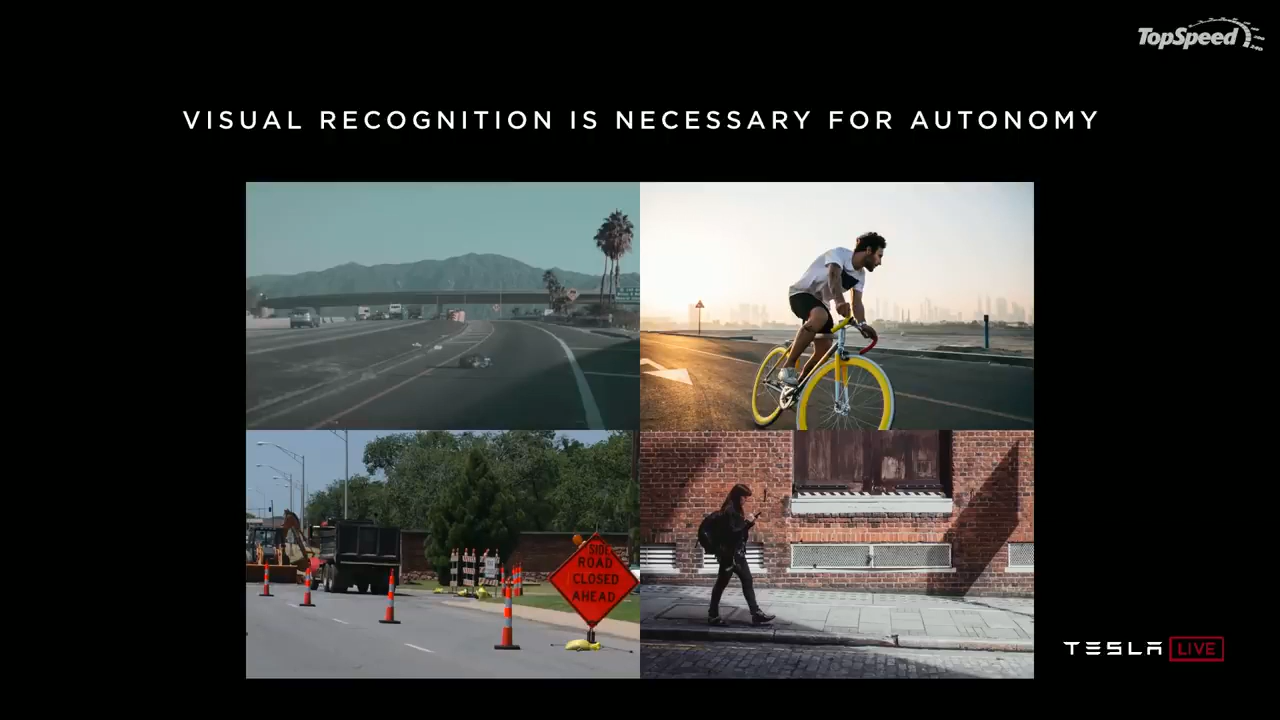 TopSpeed
VISUAL RECOGNITION IS NECESSARY FOR AUTONOMY
SIDE
ROAD
CLOSED
AHEAD
TESLA LIVE